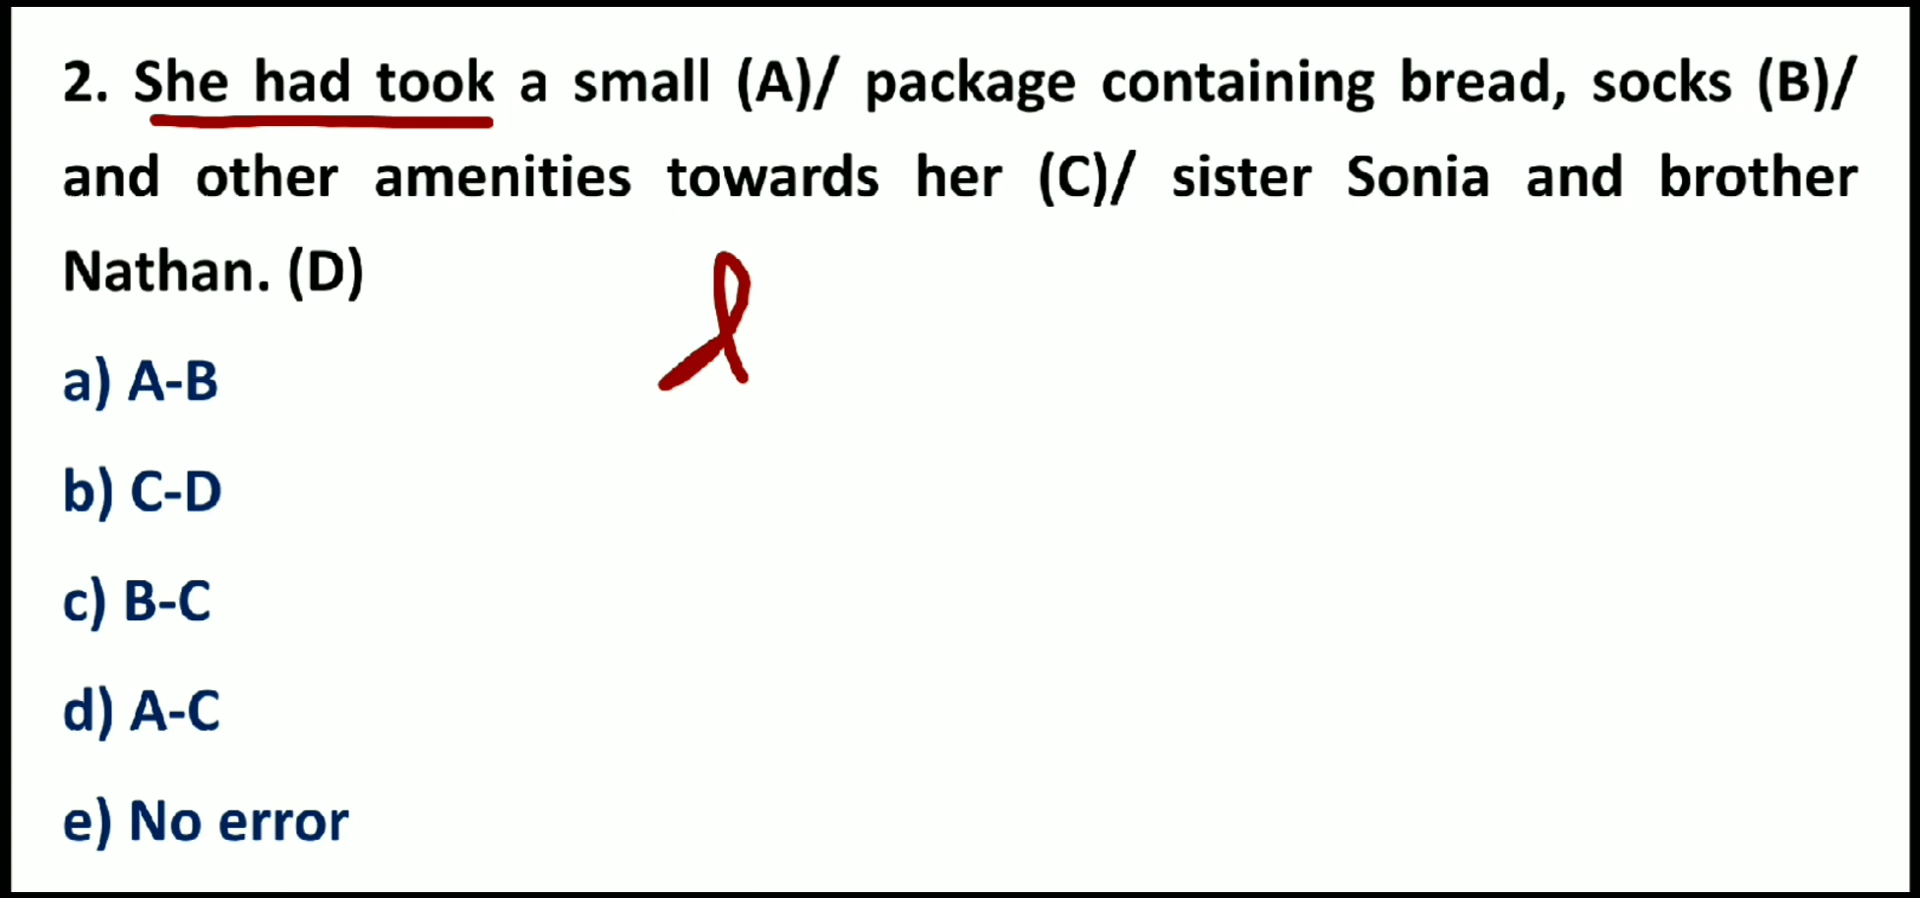 2. She had took a small (A)/ package containing bread, socks (B)/
and other amenities towards her (C)/ sister Sonia and brother
Nathan. (D)
a) A-B
b) C-D
c) B-C
d) A-C
e) No error